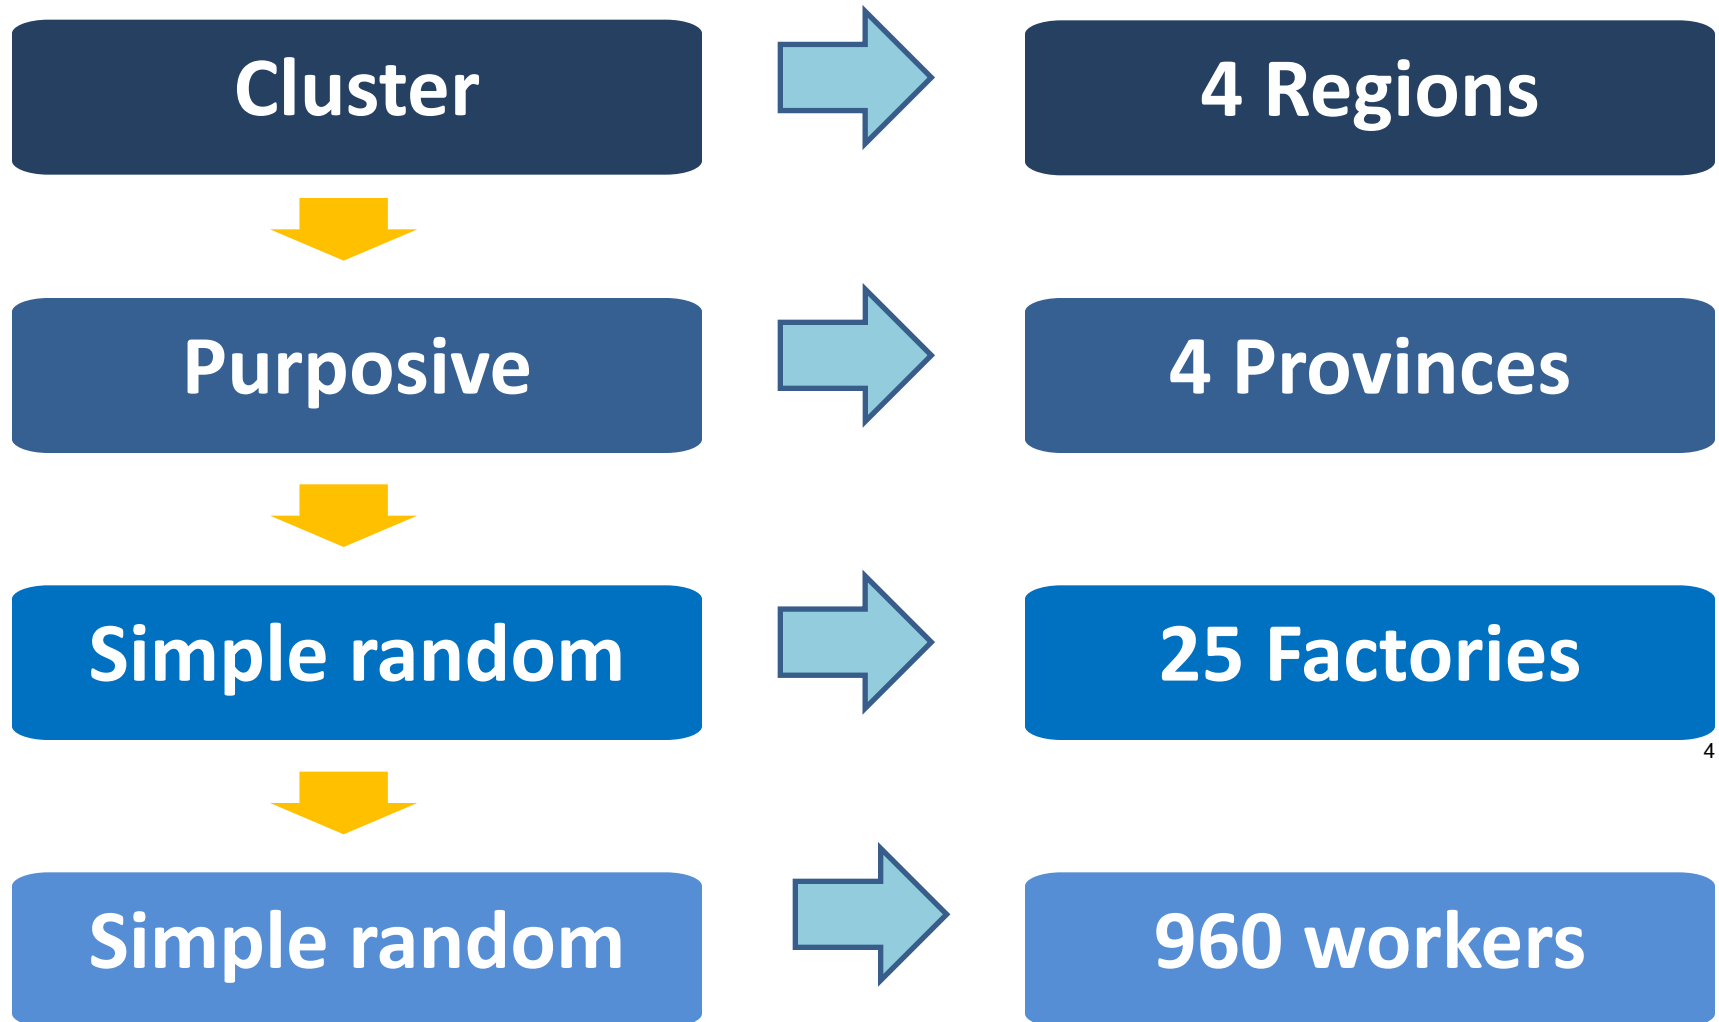 Cluster
4 Regions
Purposive
4 Provinces
Simple random
25 Factories
4
Simple random
960 workers